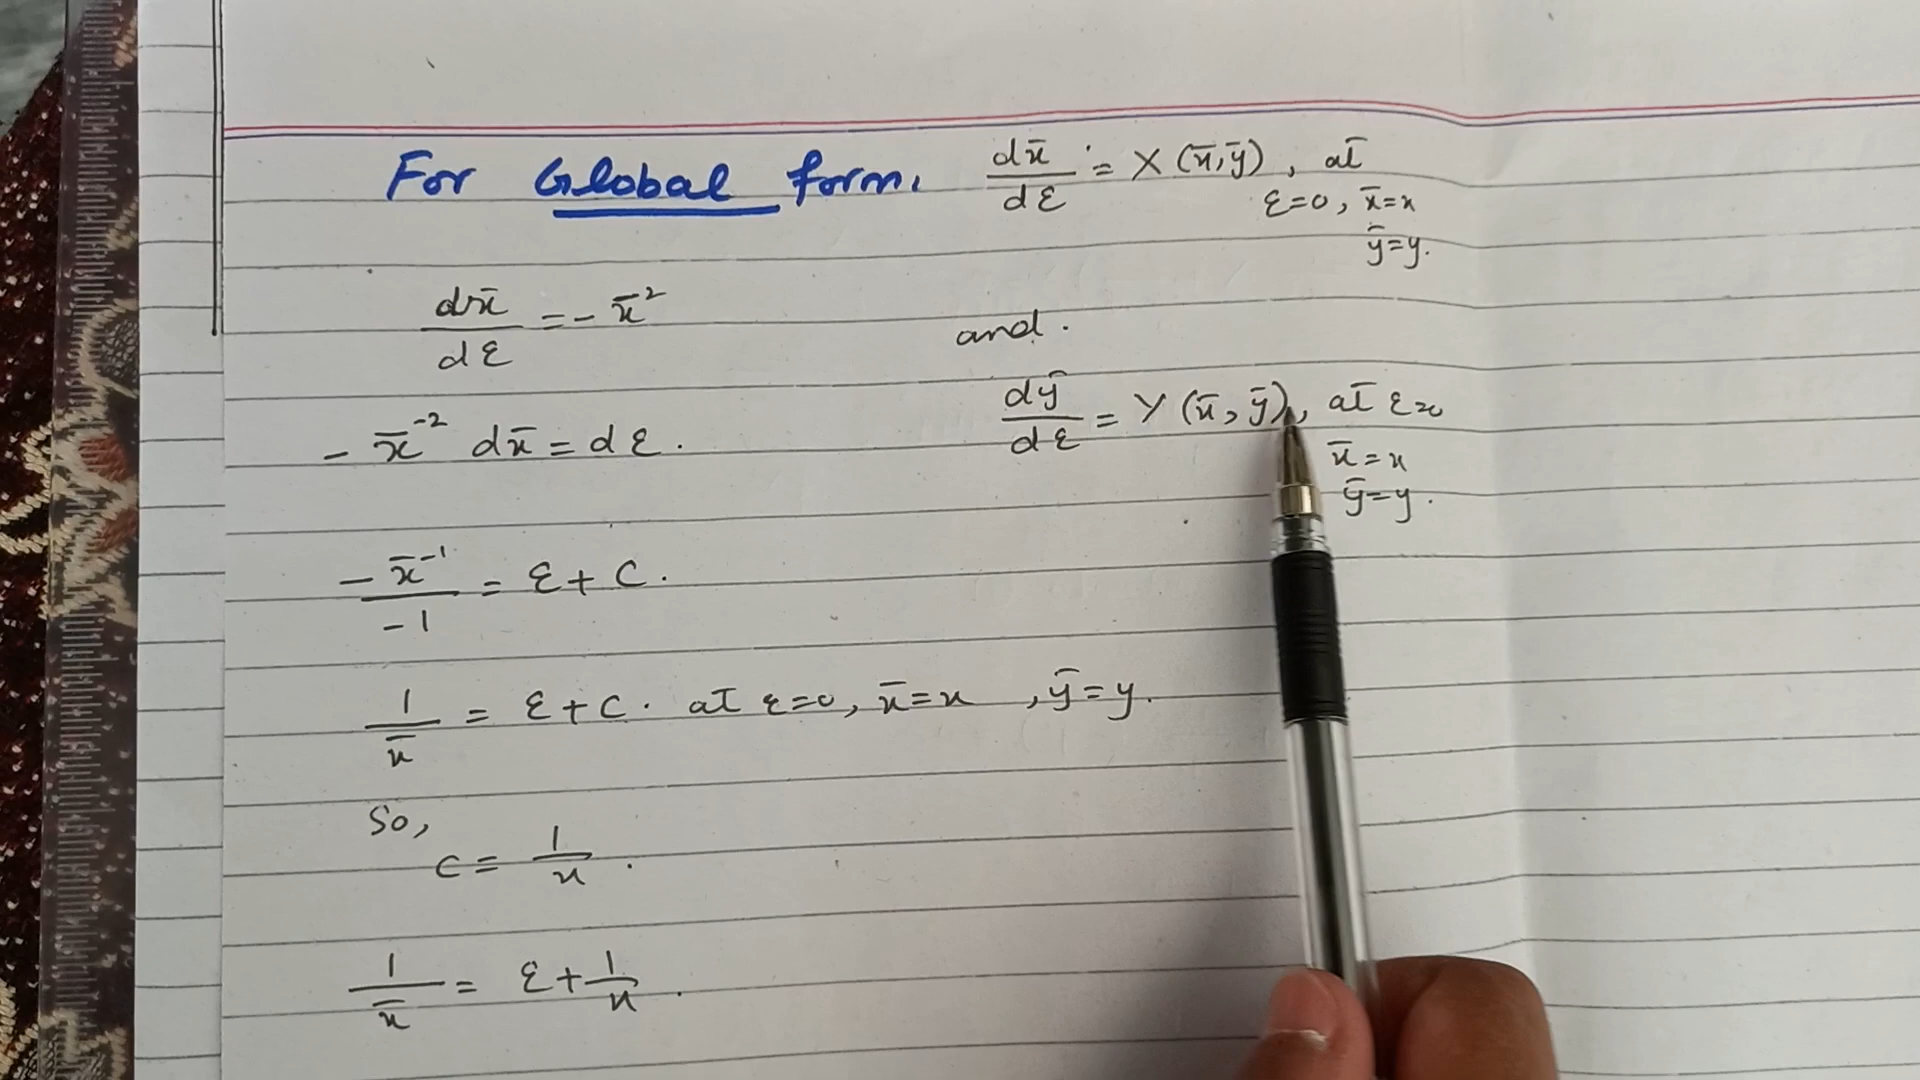 For Global form. dx̄/dε = X(x̄,ȳ), at
ε=0, x̄=x
ȳ=y.
dx̄/dε = -x̄²
and.
dȳ/dε = Y(x̄,ȳ), at ε=0
x̄=x
ȳ=y.
-x̄⁻² dx̄ = dε.
-x̄⁻¹/-1 = ε+C.
1/x̄ = ε+C. at ε=0, x̄=x, ȳ=y.
So,
C = 1/x.
1/x̄ = ε+1/x.